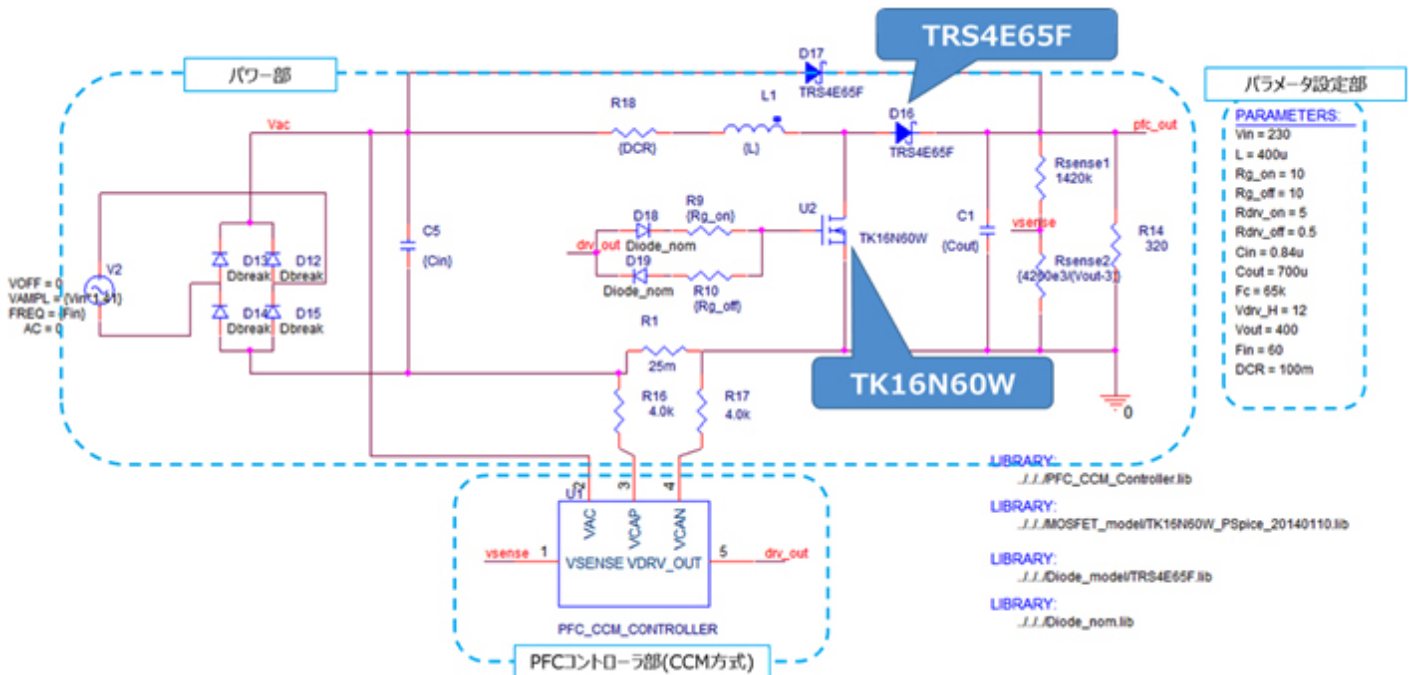 パワー部
TRS4E65F
パラメータ設定部
D17
TRS4E65F
Vac
R18
{DCR}
L1
{L}
D16
TRS4E65F
pfc_out
PARAMETERS:
Vin = 230
L = 400u
Rg_on = 10
Rg_off = 10
Rdrv_on = 5
Rdrv_off = 0.5
Cin = 0.84u
Cout = 700u
Fc = 65k
Vdrv_H = 12
Vout = 400
Fin = 60
DCR = 100m
Rsense1
1420k
vsense
Rsense2
{4260e3/(Vout-3)}
R14
320
C1
{Cout}
U2
TK16N60W
R9
{Rg_on}
D18
Diode_nom
drv_out
D19
Diode_nom
R10
{Rg_off}
C5
{Cin}
V2
VOFF = 0
VAMPL = {Vin*1.41}
FREQ = {Fin}
AC = 0
D13
Dbreak
D12
Dbreak
D14
Dbreak
D15
Dbreak
R1
25m
R16
4.0k
R17
4.0k
TK16N60W
0
U1
2
3
4
VAC
VCAP
VCAN
vsense
1
VSENSE
VDRV_OUT
5
drv_out
PFC_CCM_CONTROLLER
PFCコントローラ部(CCM方式)
LIBRARY:
../../../PFC_CCM_Controller.lib
LIBRARY:
../../../MOSFET_model/TK16N60W_PSpice_20140110.lib
LIBRARY:
../../../Diode_model/TRS4E65F.lib
LIBRARY:
../../../Diode_nom.lib